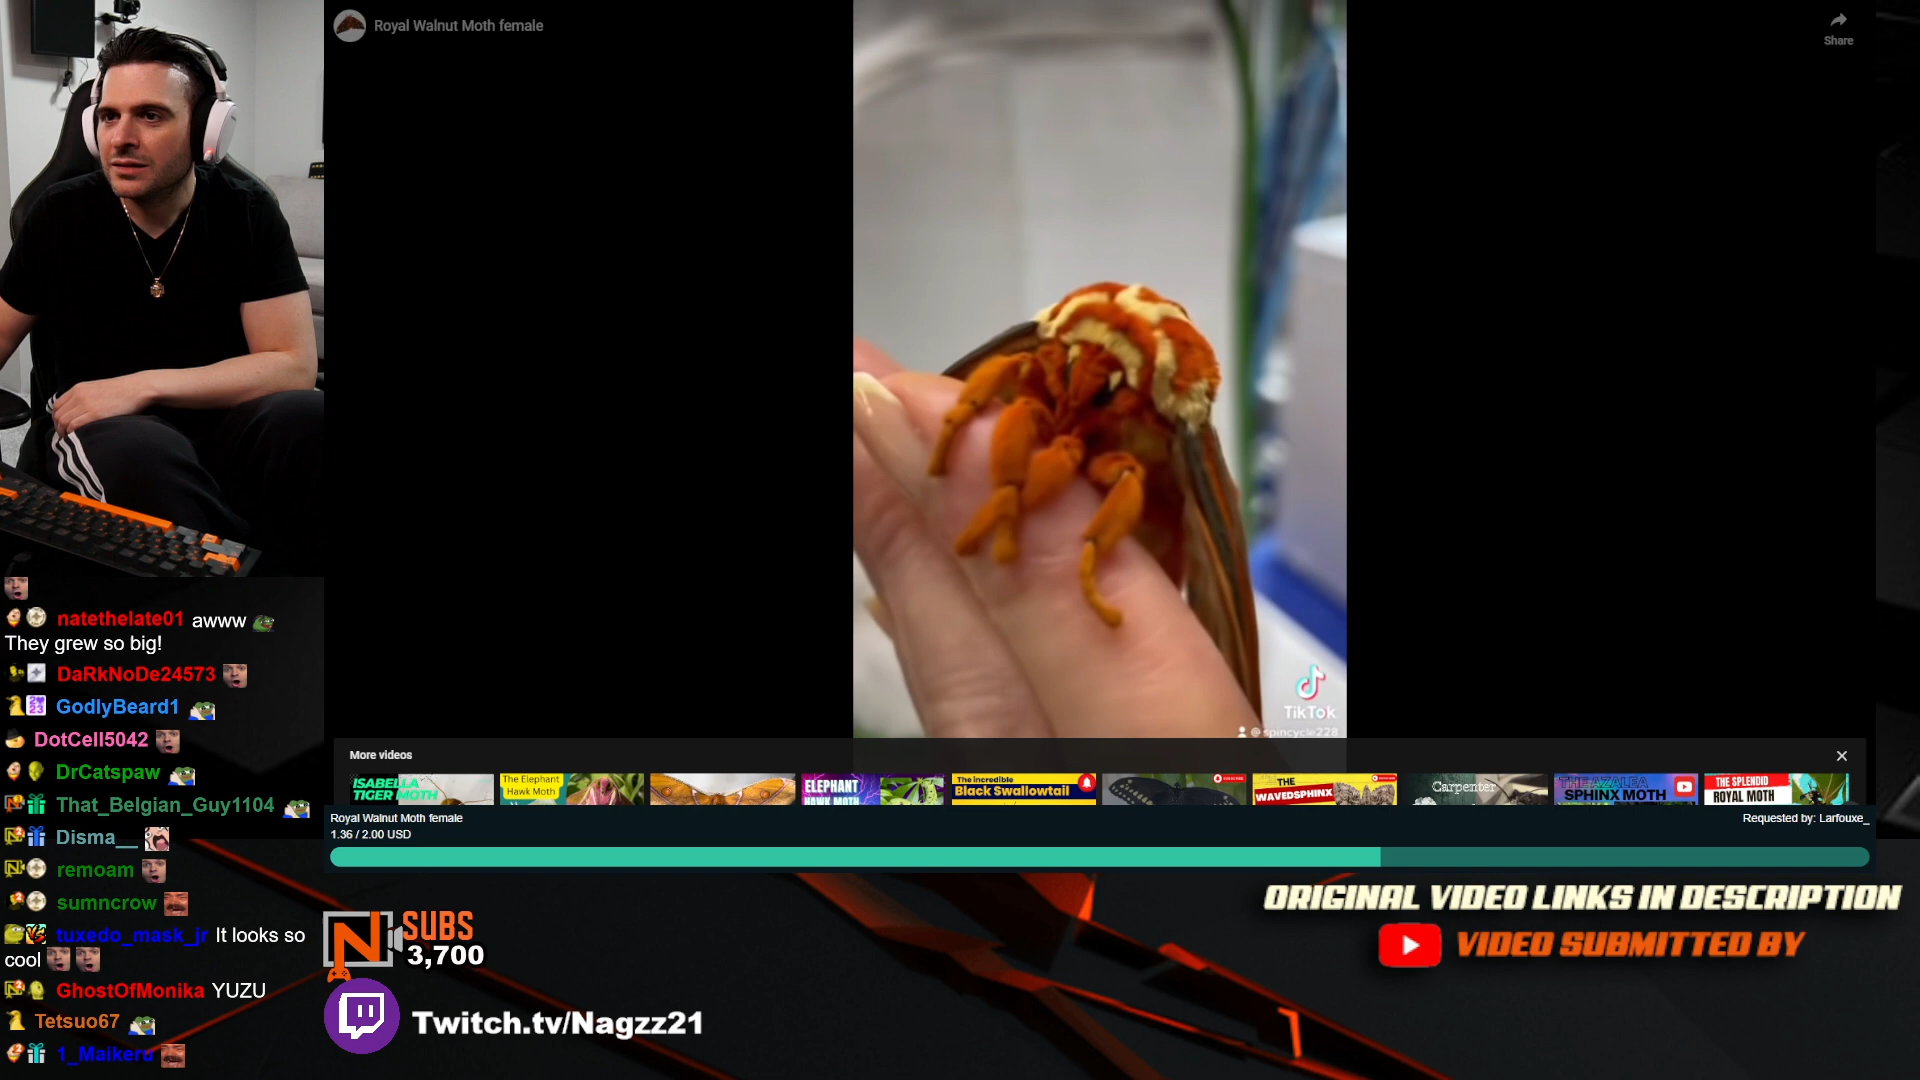 Royal Walnut Moth female
Share
TikTok
@spincycle228
More videos
ISABELLA
TIGER MOTH
The Elephant
Hawk Moth
ELEPHANT
HAWK MOTH
The incredible
Black Swallowtail
THE
WAVEDSPHINX
Carpenter
THE AZALEA
SPHINX MOTH
THE SPLENDID
ROYAL MOTH
Royal Walnut Moth female
1.36 / 2.00 USD
Requested by: Larfouxe_
natethelate01 awww
They grew so big!
DaRkNoDe24573
GodlyBeard1
DotCell5042
DrCatspaw
That_Belgian_Guy1104
Disma__
remoam
sumncrow
tuxedo_mask_jr It looks so
cool
GhostOfMonika YUZU
Tetsuo67
1_Maikeru
SUBS
3,700
Twitch.tv/Nagzz21
ORIGINAL VIDEO LINKS IN DESCRIPTION
VIDEO SUBMITTED BY